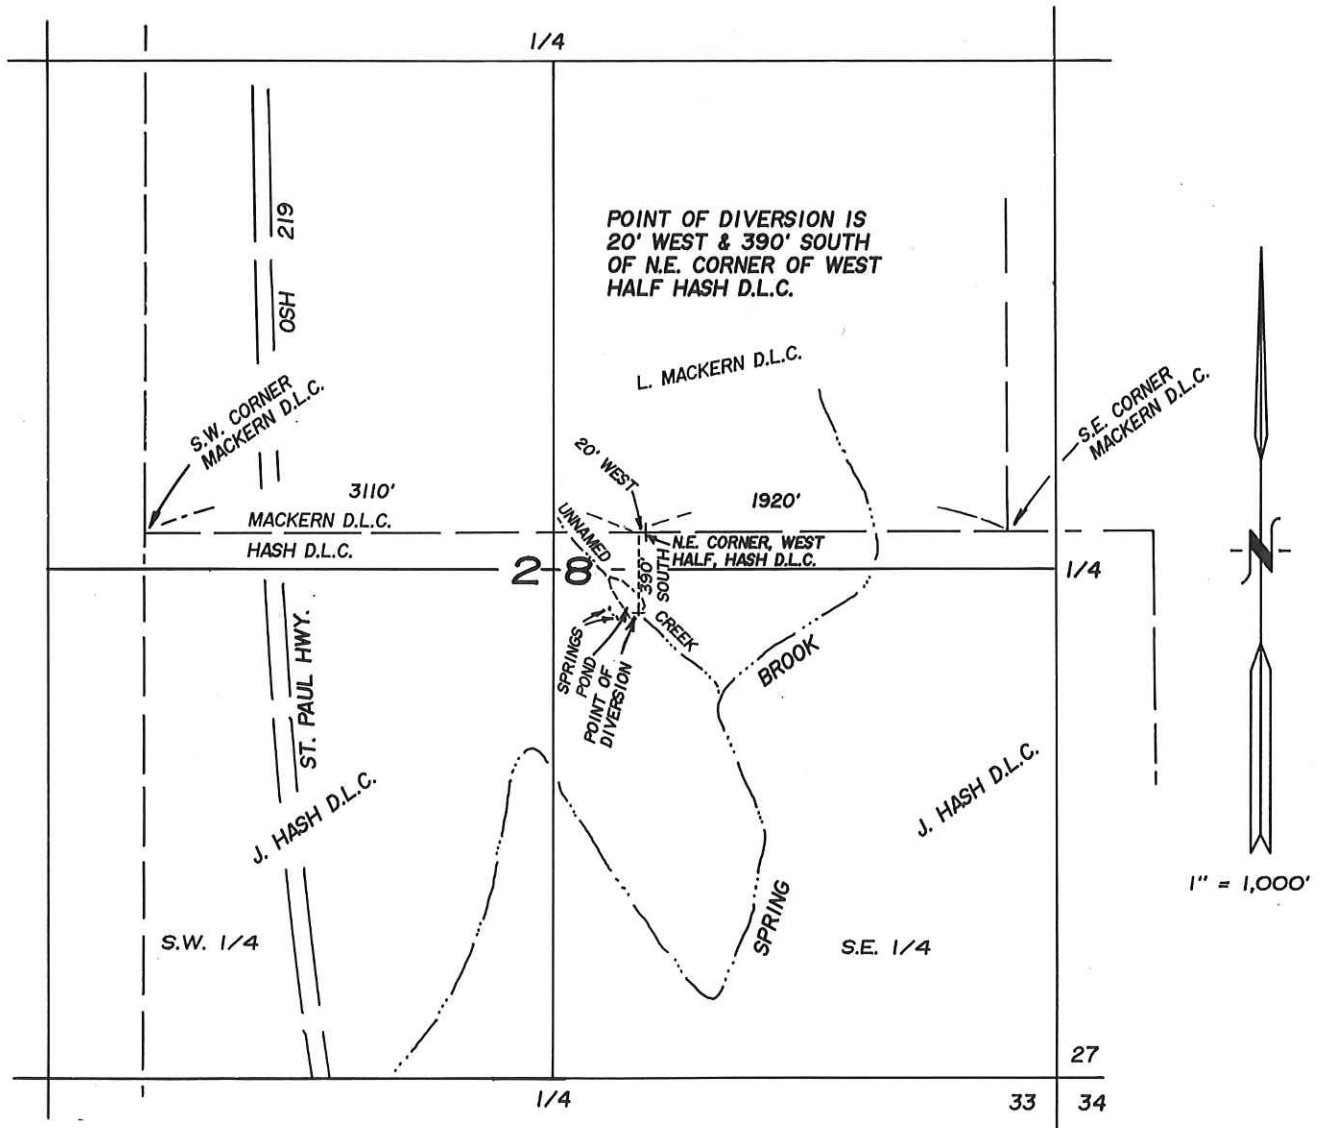 1/4
OSH 219
POINT OF DIVERSION IS
20' WEST & 390' SOUTH
OF N.E. CORNER OF WEST
HALF HASH D.L.C.
L. MACKERN D.L.C.
S.W. CORNER
MACKERN D.L.C.
S.E. CORNER
MACKERN D.L.C.
20' WEST
3110'
1920'
MACKERN D.L.C.
HASH D.L.C.
UNNAMED
N.E. CORNER, WEST
HALF, HASH D.L.C.
28
390'
SOUTH
1/4
N
CREEK
SPRINGS
POND
POINT OF
DIVERSION
BROOK
ST. PAUL HWY.
J. HASH D.L.C.
J. HASH D.L.C.
1" = 1,000'
SPRING
S.W. 1/4
S.E. 1/4
27
1/4
33
34